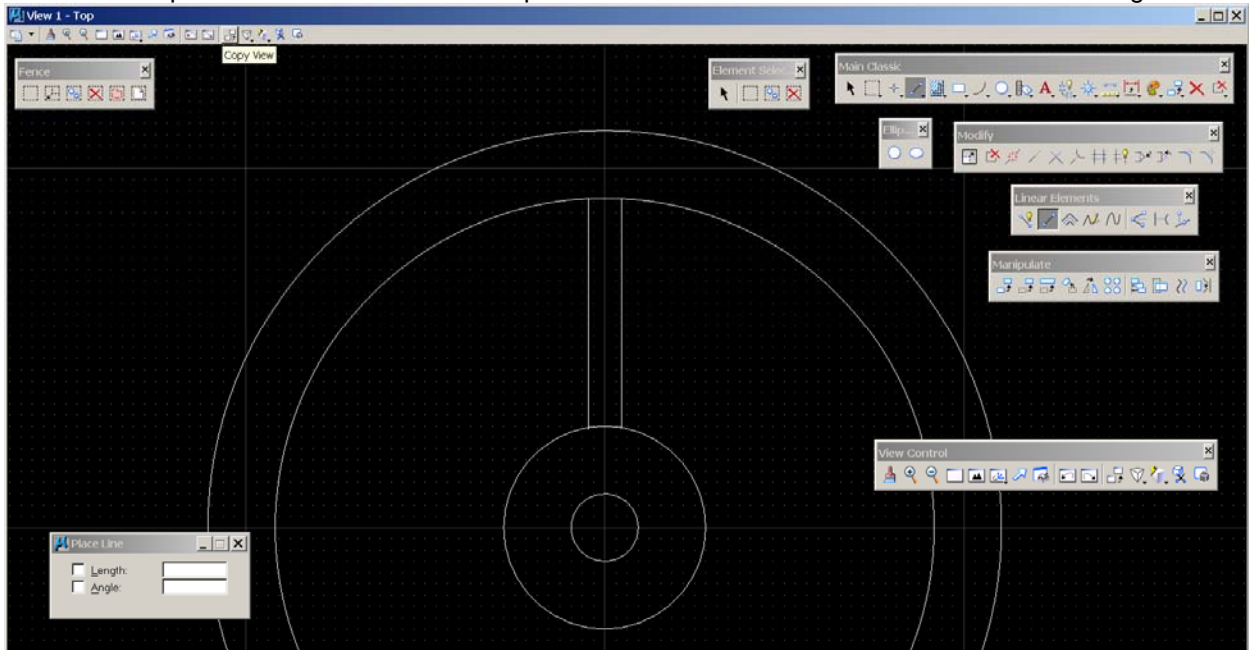 View 1 - Top
Copy View
Fence
Element Selec...
Main Classic
Ellip...
Modify
Linear Elements
Manipulate
View Control
Place Line
Length:
Angle: